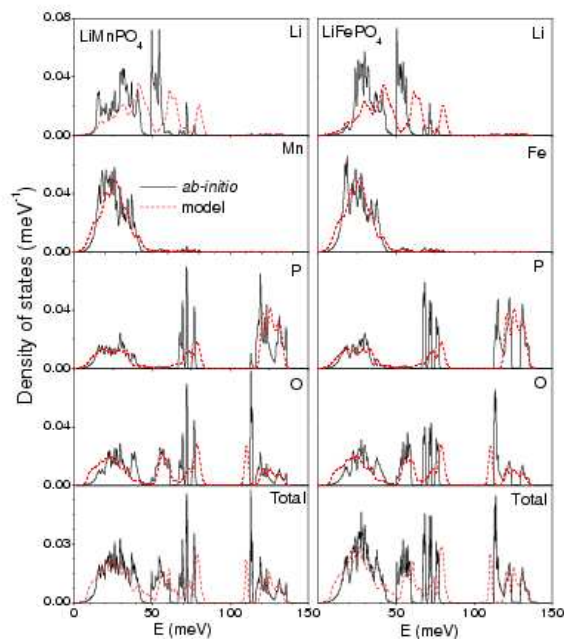 LiMnPO4 Li LiFePO4 Li
0.08
0.04
0.00
Mn Fe
ab-initio
model
0.04
0.00
P P
0.04
0.00
O O
0.04
0.00
Total Total
0.03
0.00
0 50 100 150 50 100 150
E (meV) E (meV)
Density of states (meV-1)